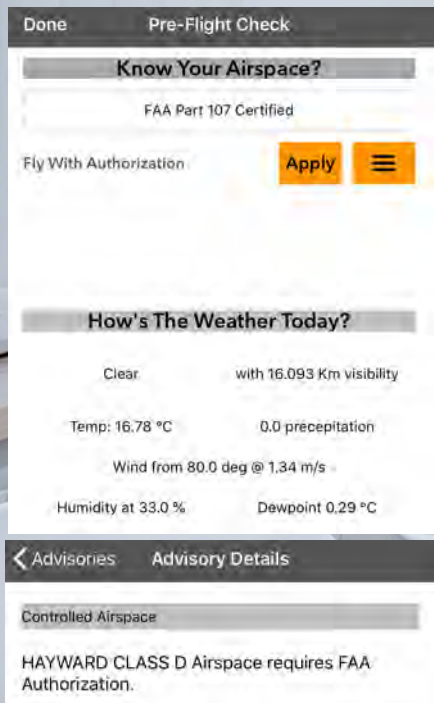 Done Pre-Flight Check
Know Your Airspace?
FAA Part 107 Certified
Fly With Authorization Apply
How's The Weather Today?
Clear with 16.093 Km visibility
Temp: 16.78 °C 0.0 precepitation
Wind from 80.0 deg @ 1.34 m/s
Humidity at 33.0 % Dewpoint 0.29 °C
Advisories Advisory Details
Controlled Airspace
HAYWARD CLASS D Airspace requires FAA
Authorization.